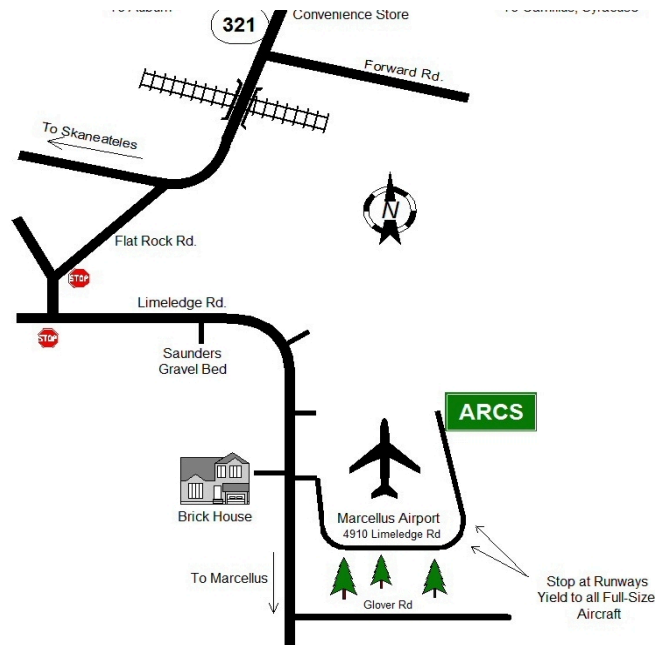 321
Convenience Store
Forward Rd.
To Skaneateles
N
Flat Rock Rd.
STOP
Limeledge Rd.
STOP
Saunders
Gravel Bed
ARCS
Brick House
Marcellus Airport
4910 Limeledge Rd
To Marcellus
Glover Rd
Stop at Runways
Yield to all Full-Size
Aircraft